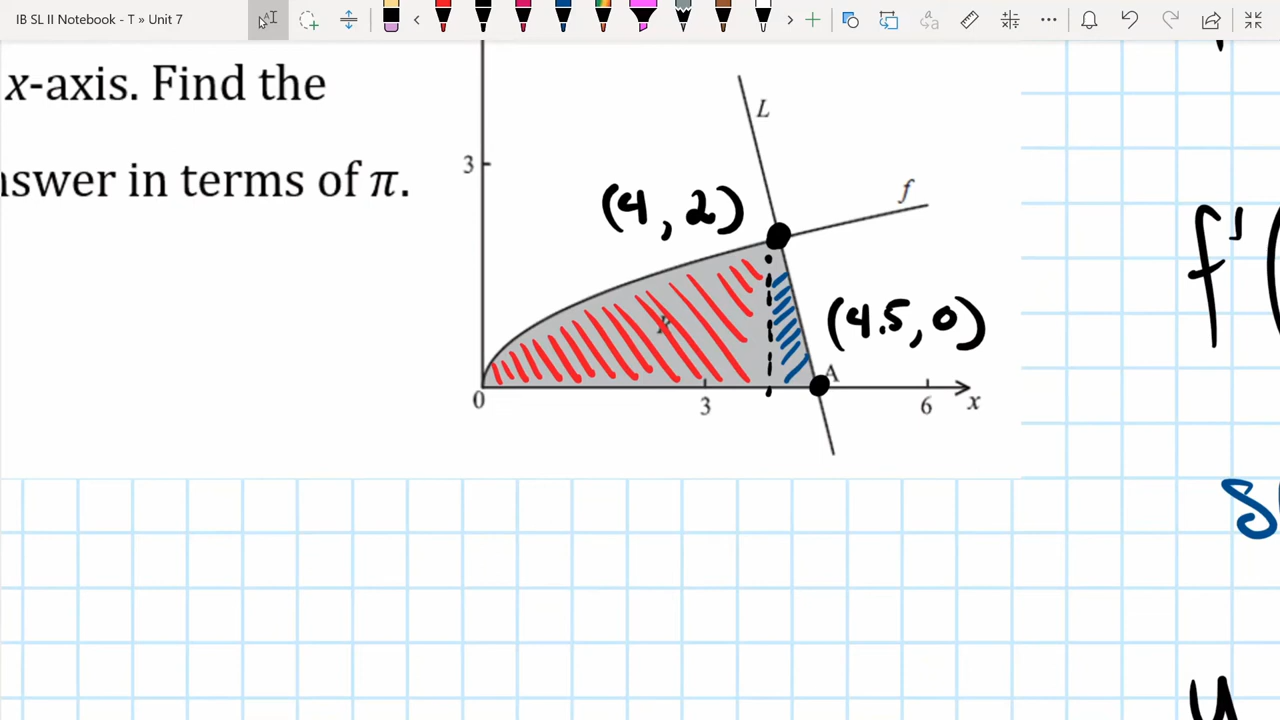 IB SL II Notebook - T » Unit 7
x-axis. Find the
nswer in terms of π.
L
3
(4, 2)
f
R
(4.5, 0)
A
0
3
6
x
f'(
S
y